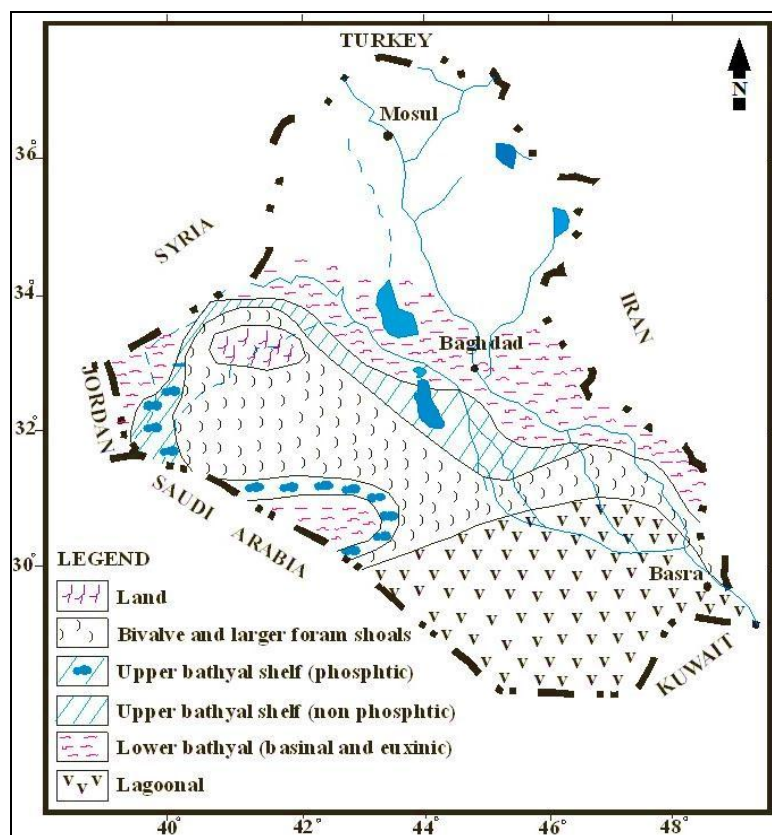 TURKEY
N
Mosul
36°
SYRIA
34°
IRAN
Baghdad
JORDAN
32°
SAUDI ARABIA
30°
Basra
KUWAIT
LEGEND
Land
Bivalve and larger foram shoals
Upper bathyal shelf (phosphtic)
Upper bathyal shelf (non phosphtic)
Lower bathyal (basinal and euxinic)
Lagoonal
40° 42° 44° 46° 48°